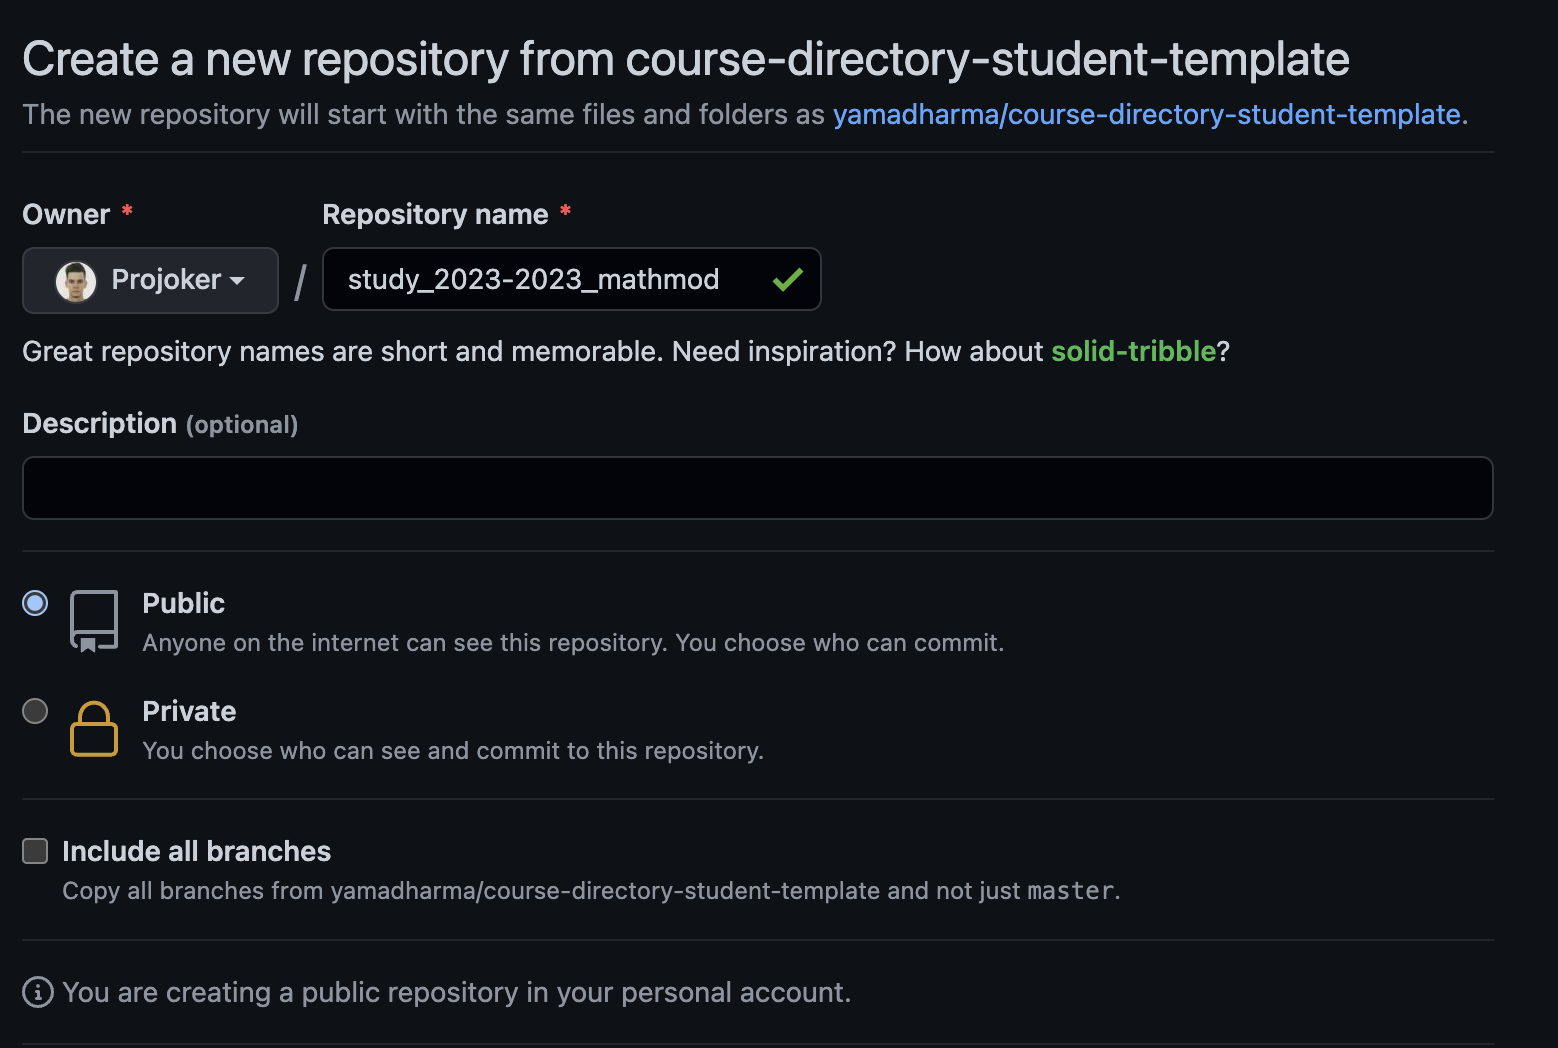 Create a new repository from course-directory-student-template
The new repository will start with the same files and folders as yamadharma/course-directory-student-template.
Owner * Repository name *
Projoker / study_2023-2023_mathmod
Great repository names are short and memorable. Need inspiration? How about solid-tribble?
Description (optional)
Public
Anyone on the internet can see this repository. You choose who can commit.
Private
You choose who can see and commit to this repository.
Include all branches
Copy all branches from yamadharma/course-directory-student-template and not just master.
You are creating a public repository in your personal account.